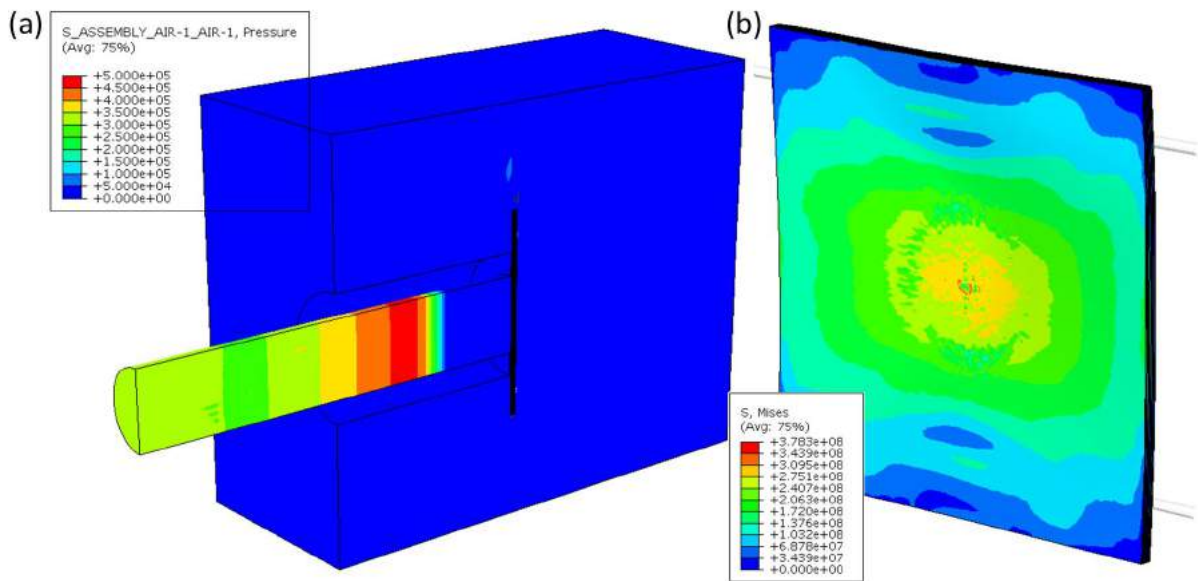 (a)
S_ASSEMBLY_AIR-1_AIR-1, Pressure
(Avg: 75%)
+5.000e+05
+4.500e+05
+4.000e+05
+3.500e+05
+3.000e+05
+2.500e+05
+2.000e+05
+1.500e+05
+1.000e+05
+5.000e+04
+0.000e+00
(b)
S, Mises
(Avg: 75%)
+3.783e+08
+3.439e+08
+3.095e+08
+2.751e+08
+2.407e+08
+2.063e+08
+1.720e+08
+1.376e+08
+1.032e+08
+6.878e+07
+3.439e+07
+0.000e+00